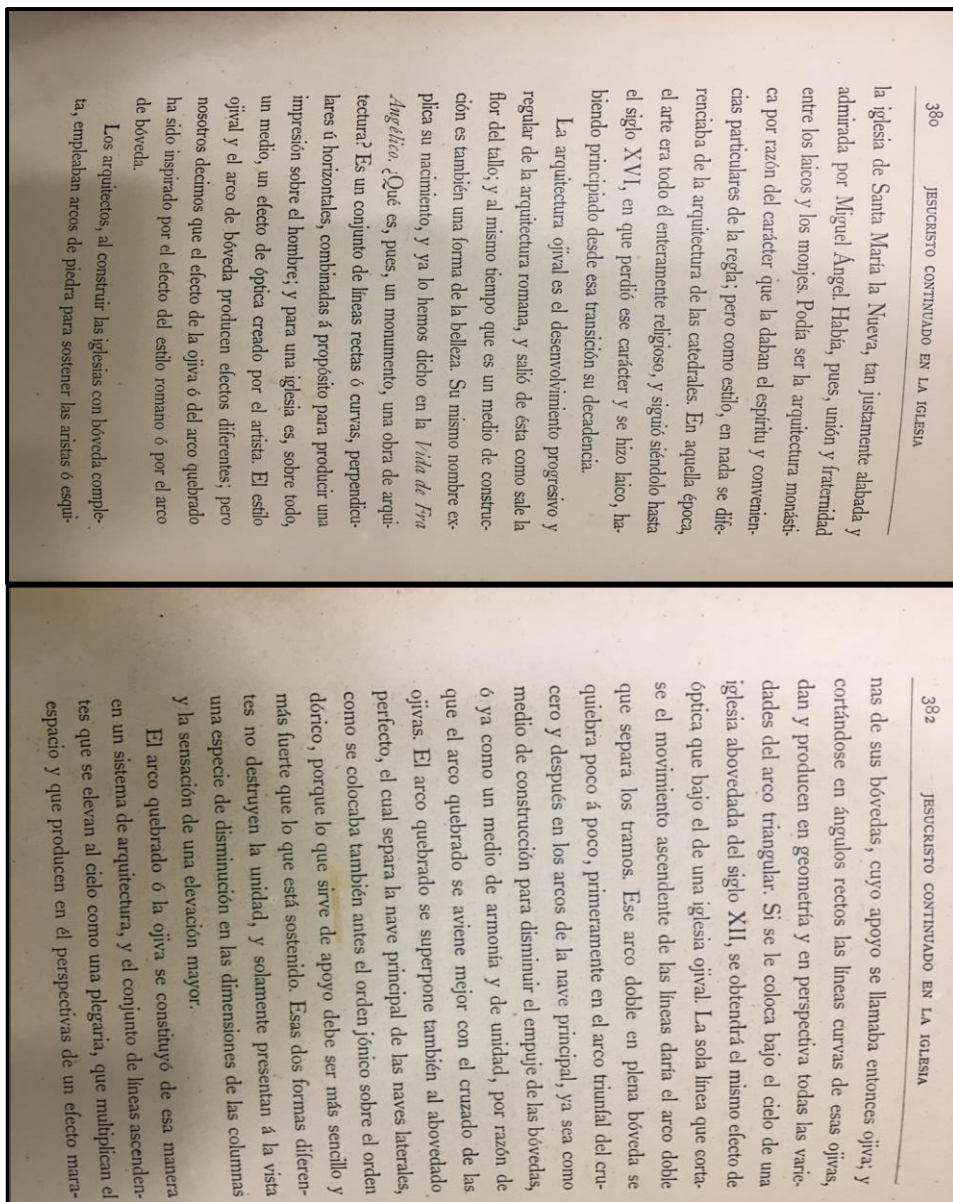 380 JESUCRISTO CONTINUADO EN LA IGLESIA
la iglesia de Santa María la Nueva, tan justamente alabada y
admirada por Miguel Ángel. Había, pues, unión y fraternidad
entre los laicos y los monjes. Podía ser la arquitectura monásti-
ca por razón del carácter que la daban el espíritu y convenien-
cias particulares de la regla; pero como estilo, en nada se dife-
renciaba de la arquitectura de las catedrales. En aquella época,
el arte era todo él enteramente religioso, y siguió siéndolo hasta
el siglo XVI, en que perdió ese carácter y se hizo laico, ha-
biendo principiado desde esa transición su decadencia.
La arquitectura ojival es el desenvolvimiento progresivo y
regular de la arquitectura romana, y salió de ésta como sale la
flor del tallo; y al mismo tiempo que es un medio de construc-
ción es también una forma de la belleza. Su mismo nombre ex-
plica su nacimiento, y ya lo hemos dicho en la Vida de Fra
Angélico. ¿Qué es, pues, un monumento, una obra de arqui-
tectura? Es un conjunto de líneas rectas ó curvas, perpendicu-
lares ú horizontales, combinadas á propósito para producir una
impresión sobre el hombre; y para una iglesia es, sobre todo,
un medio, un efecto de óptica creado por el artista. El estilo
ojival y el arco de bóveda producen efectos diferentes; pero
nosotros decimos que el efecto de la ojiva ó del arco quebrado
ha sido inspirado por el efecto del estilo romano ó por el arco
de bóveda.
Los arquitectos, al construir las iglesias con bóveda comple-
ta, empleaban arcos de piedra para sostener las aristas ó esqui-
382 JESUCRISTO CONTINUADO EN LA IGLESIA
nas de sus bóvedas, cuyo apoyo se llamaba entonces ojiva; y
cortándose en ángulos rectos las líneas curvas de esas ojivas,
dan y producen en geometría y en perspectiva todas las varie-
dades del arco triangular. Si se le coloca bajo el cielo de una
iglesia abovedada del siglo XII, se obtendrá el mismo efecto de
óptica que bajo el de una iglesia ojival. La sola línea que corta-
se el movimiento ascendente de las líneas daría el arco doble
que separa los tramos. Ese arco doble en plena bóveda se
quiebra poco á poco, primeramente en el arco triunfal del cru-
cero y después en los arcos de la nave principal, ya sea como
medio de construcción para disminuir el empuje de las bóvedas,
ó ya como un medio de armonía y de unidad, por razón de
que el arco quebrado se aviene mejor con el cruzado de las
ojivas. El arco quebrado se superpone también al abovedado
perfecto, el cual separa la nave principal de las naves laterales,
como se colocaba también antes el orden jónico sobre el orden
dórico, porque lo que sirve de apoyo debe ser más sencillo y
más fuerte que lo que está sostenido. Esas dos formas diferen-
tes no destruyen la unidad, y solamente presentan á la vista
una especie de disminución en las dimensiones de las columnas
y la sensación de una elevación mayor.
El arco quebrado ó la ojiva se constituyó de esa manera
en un sistema de arquitectura, y el conjunto de líneas ascenden-
tes que se elevan al cielo como una plegaria, que multiplican el
espacio y que producen en él perspectivas de un efecto mara-